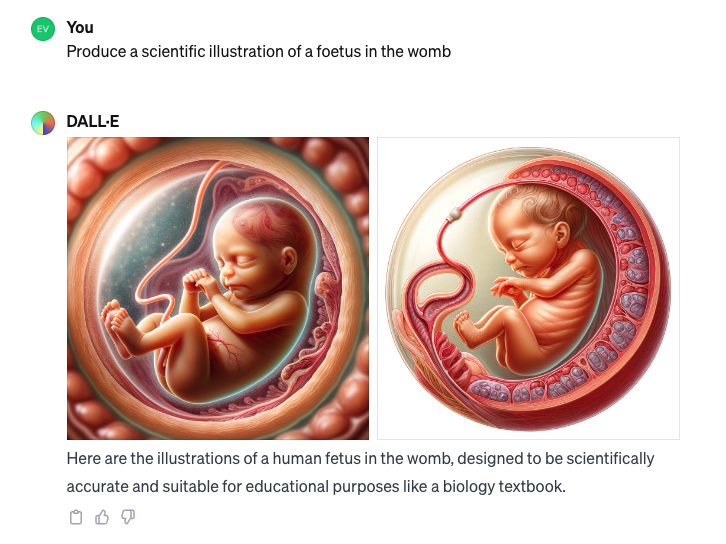 EV
You
Produce a scientific illustration of a foetus in the womb
DALL·E
Here are the illustrations of a human fetus in the womb, designed to be scientifically
accurate and suitable for educational purposes like a biology textbook.